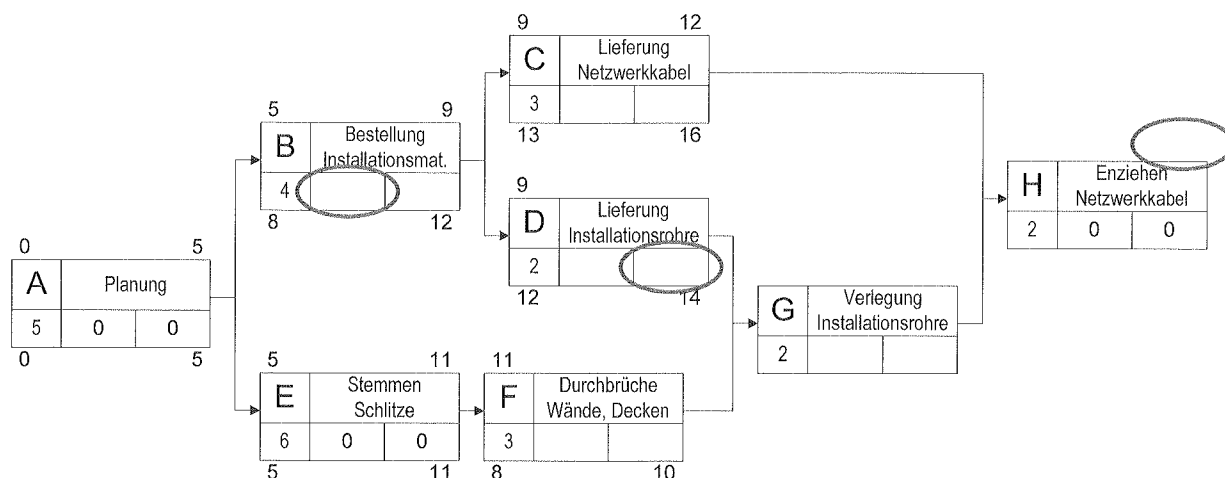 9 12
C Lieferung
Netzwerkkabel
3
13 16
5 9
B Bestellung
Installationsmat.
4
8 12
9
D Lieferung
Installationsrohre
2
12 14
H Enziehen
Netzwerkkabel
2 0 0
0 5
A Planung
5 0 0
0 5
G Verlegung
Installationsrohre
2
5 11
E Stemmen
Schlitze
6 0 0
5 11
11
F Durchbrüche
Wände, Decken
3
8 10